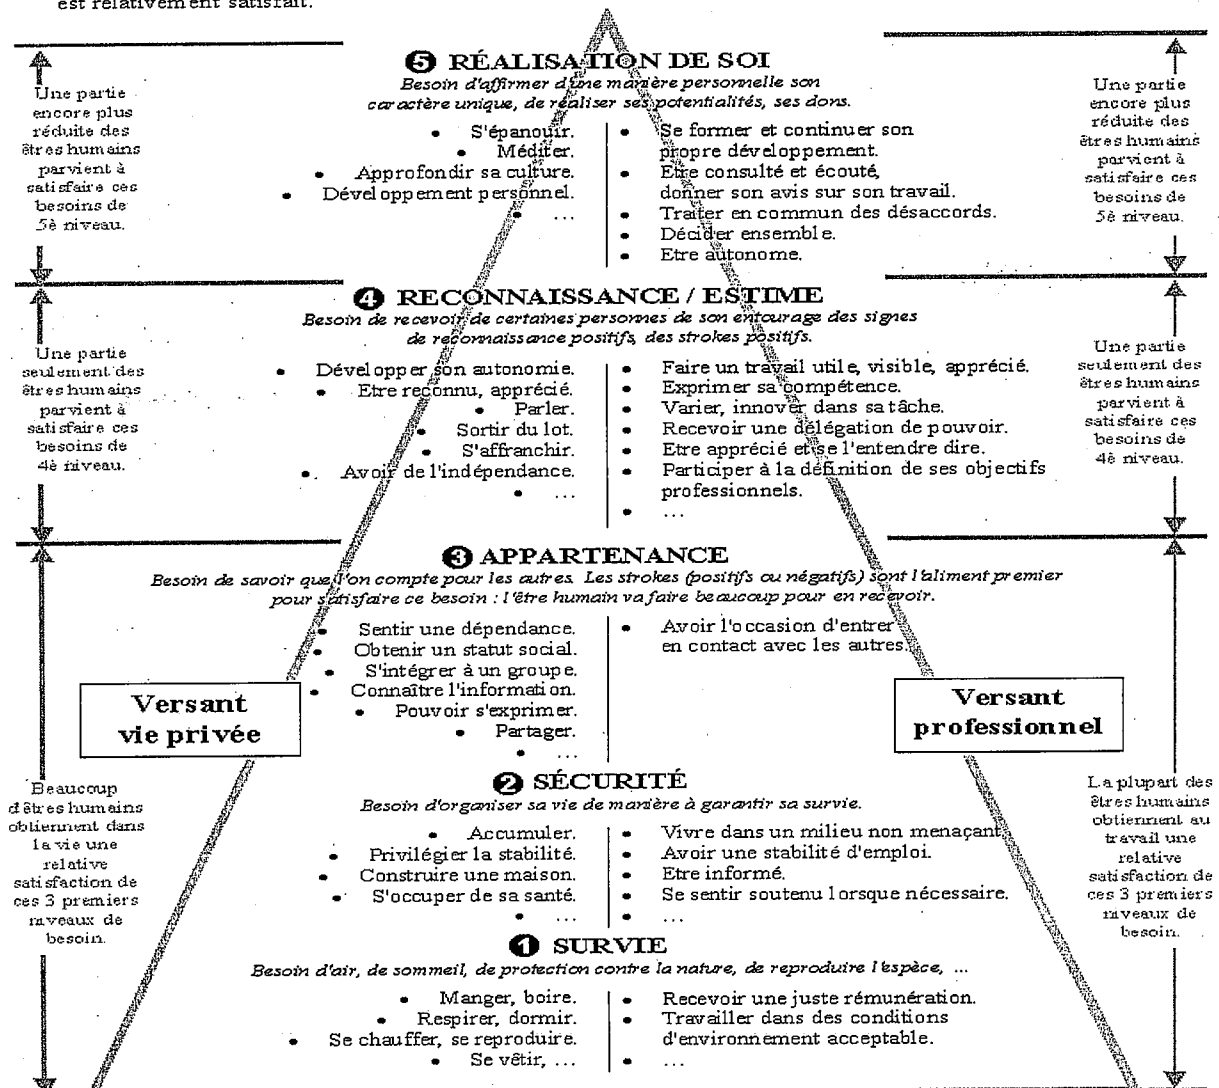 est relativement satisfait.
❺ RÉALISATION DE SOI
Besoin d'affirmer d'une manière personnelle son
caractère unique, de réaliser ses potentialités, ses dons.
• S'épanouir.
• Méditer.
• Approfondir sa culture.
• Développement personnel.
• ...
• Se former et continuer son
propre développement.
• Etre consulté et écouté,
donner son avis sur son travail.
• Traiter en commun des désaccords.
• Décider ensemble.
• Etre autonome.
Une partie
encore plus
réduite des
êtres humains
parvient à
satisfaire ces
besoins de
5è niveau.
Une partie
encore plus
réduite des
êtres humains
parvient à
satisfaire ces
besoins de
5è niveau.
❹ RECONNAISSANCE / ESTIME
Besoin de recevoir de certaines personnes de son entourage des signes
de reconnaissance positifs, des strokes positifs.
• Développer son autonomie.
• Etre reconnu, apprécié.
• Parler.
• Sortir du lot.
• S'affranchir.
• Avoir de l'indépendance.
• ...
• Faire un travail utile, visible, apprécié.
• Exprimer sa compétence.
• Varier, innover dans sa tâche.
• Recevoir une délégation de pouvoir.
• Etre apprécié et se l'entendre dire.
• Participer à la définition de ses objectifs
professionnels.
• ...
Une partie
seulement des
êtres humains
parvient à
satisfaire ces
besoins de
4è niveau.
Une partie
seulement des
êtres humains
parvient à
satisfaire ces
besoins de
4è niveau.
❸ APPARTENANCE
Besoin de savoir que l'on compte pour les autres. Les strokes (positifs ou négatifs) sont l'aliment premier
pour satisfaire ce besoin : l'être humain va faire beaucoup pour en recevoir.
• Sentir une dépendance.
• Obtenir un statut social.
• S'intégrer à un groupe.
• Connaître l'information.
• Pouvoir s'exprimer.
• Partager.
• ...
• Avoir l'occasion d'entrer
en contact avec les autres.
Versant
vie privée
Versant
professionnel
❷ SÉCURITÉ
Besoin d'organiser sa vie de manière à garantir sa survie.
• Accumuler.
• Privilégier la stabilité.
• Construire une maison.
• S'occuper de sa santé.
• ...
• Vivre dans un milieu non menaçant.
• Avoir une stabilité d'emploi.
• Etre informé.
• Se sentir soutenu lorsque nécessaire.
• ...
Beaucoup
d'êtres humains
obtiennent dans
la vie une
relative
satisfaction de
ces 3 premiers
niveaux de
besoin.
La plupart des
êtres humains
obtiennent au
travail une
relative
satisfaction de
ces 3 premiers
niveaux de
besoin.
❶ SURVIE
Besoin d'air, de sommeil, de protection contre la nature, de reproduire l'espèce, ...
• Manger, boire.
• Respirer, dormir.
• Se chauffer, se reproduire.
• Se vêtir, ...
• Recevoir une juste rémunération.
• Travailler dans des conditions
d'environnement acceptable.
• ...